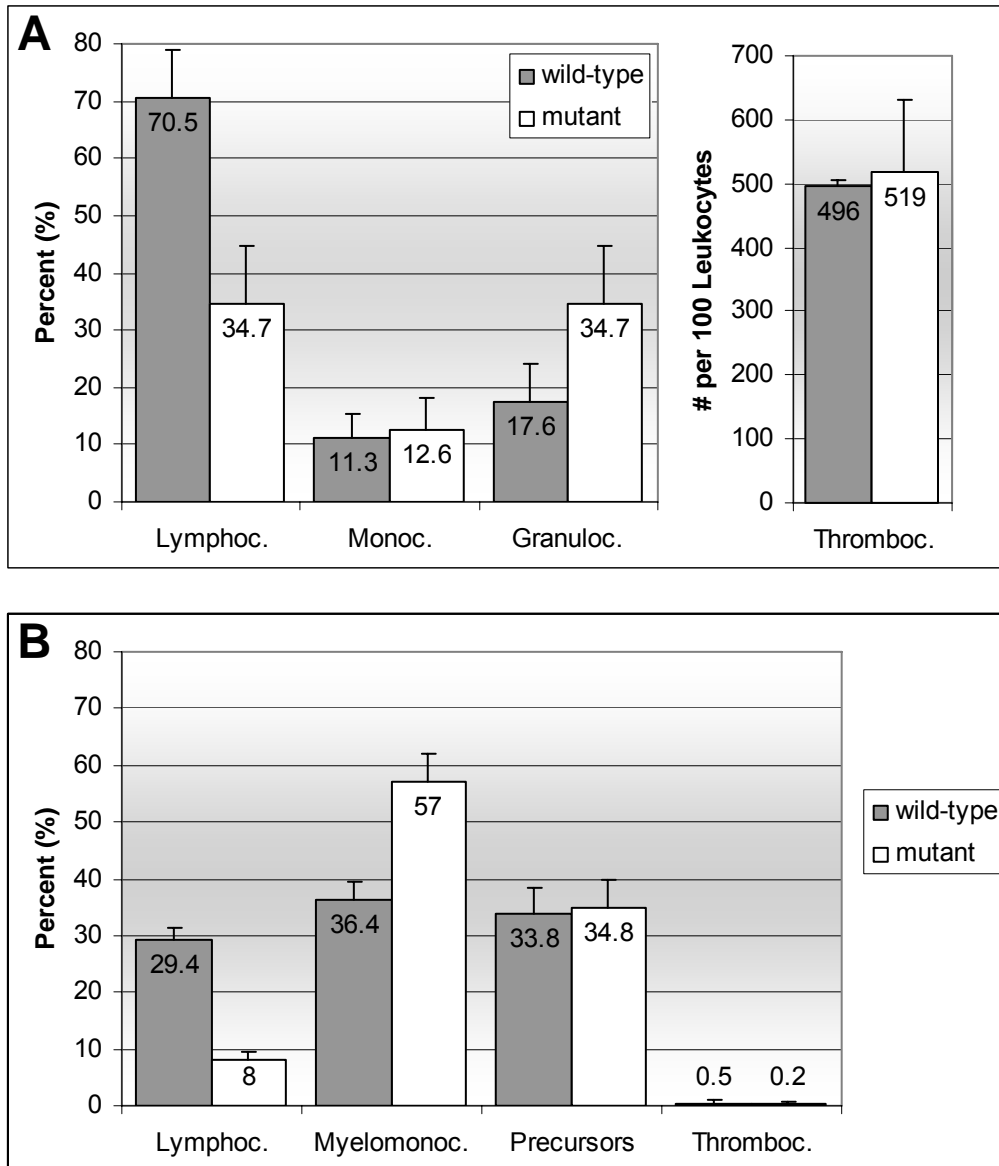 A
Percent (%)
80
70
60
50
40
30
20
10
0
wild-type
mutant
70.5
34.7
11.3
12.6
17.6
34.7
Lymphoc.
Monoc.
Granuloc.
# per 100 Leukocytes
700
600
500
400
300
200
100
0
496
519
Thromboc.
B
Percent (%)
80
70
60
50
40
30
20
10
0
29.4
8
36.4
57
33.8
34.8
0.5
0.2
Lymphoc.
Myelomonoc.
Precursors
Thromboc.
wild-type
mutant